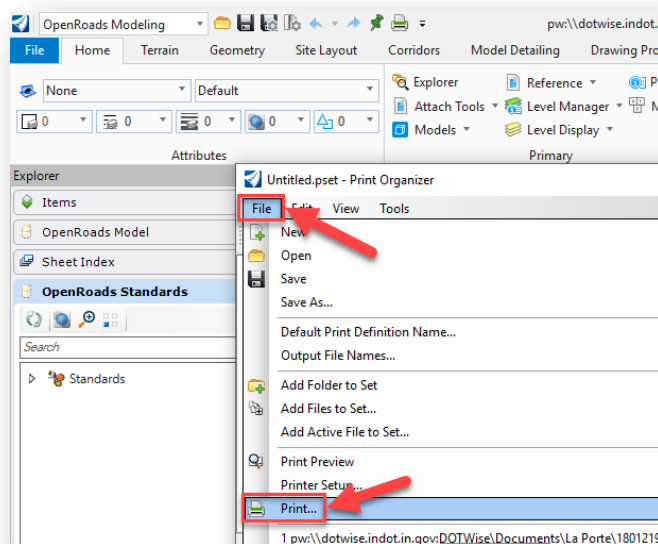 OpenRoads Modeling pw:\\dotwise.indot.
File Home Terrain Geometry Site Layout Corridors Model Detailing Drawing Pro
None Default
Explorer Reference P
Attach Tools Level Manager M
0 0 0 0 0
Models Level Display
Attributes Primary
Explorer
Items
OpenRoads Model
Sheet Index
OpenRoads Standards
Search
Standards
Untitled.pset - Print Organizer
File Edit View Tools
New
Open
Save
Save As...
Default Print Definition Name...
Output File Names...
Add Folder to Set
Add Files to Set...
Add Active File to Set...
Print Preview
Printer Setup...
Print...
1 pw:\\dotwise.indot.in.gov:DOTWise\Documents\La Porte\1801219